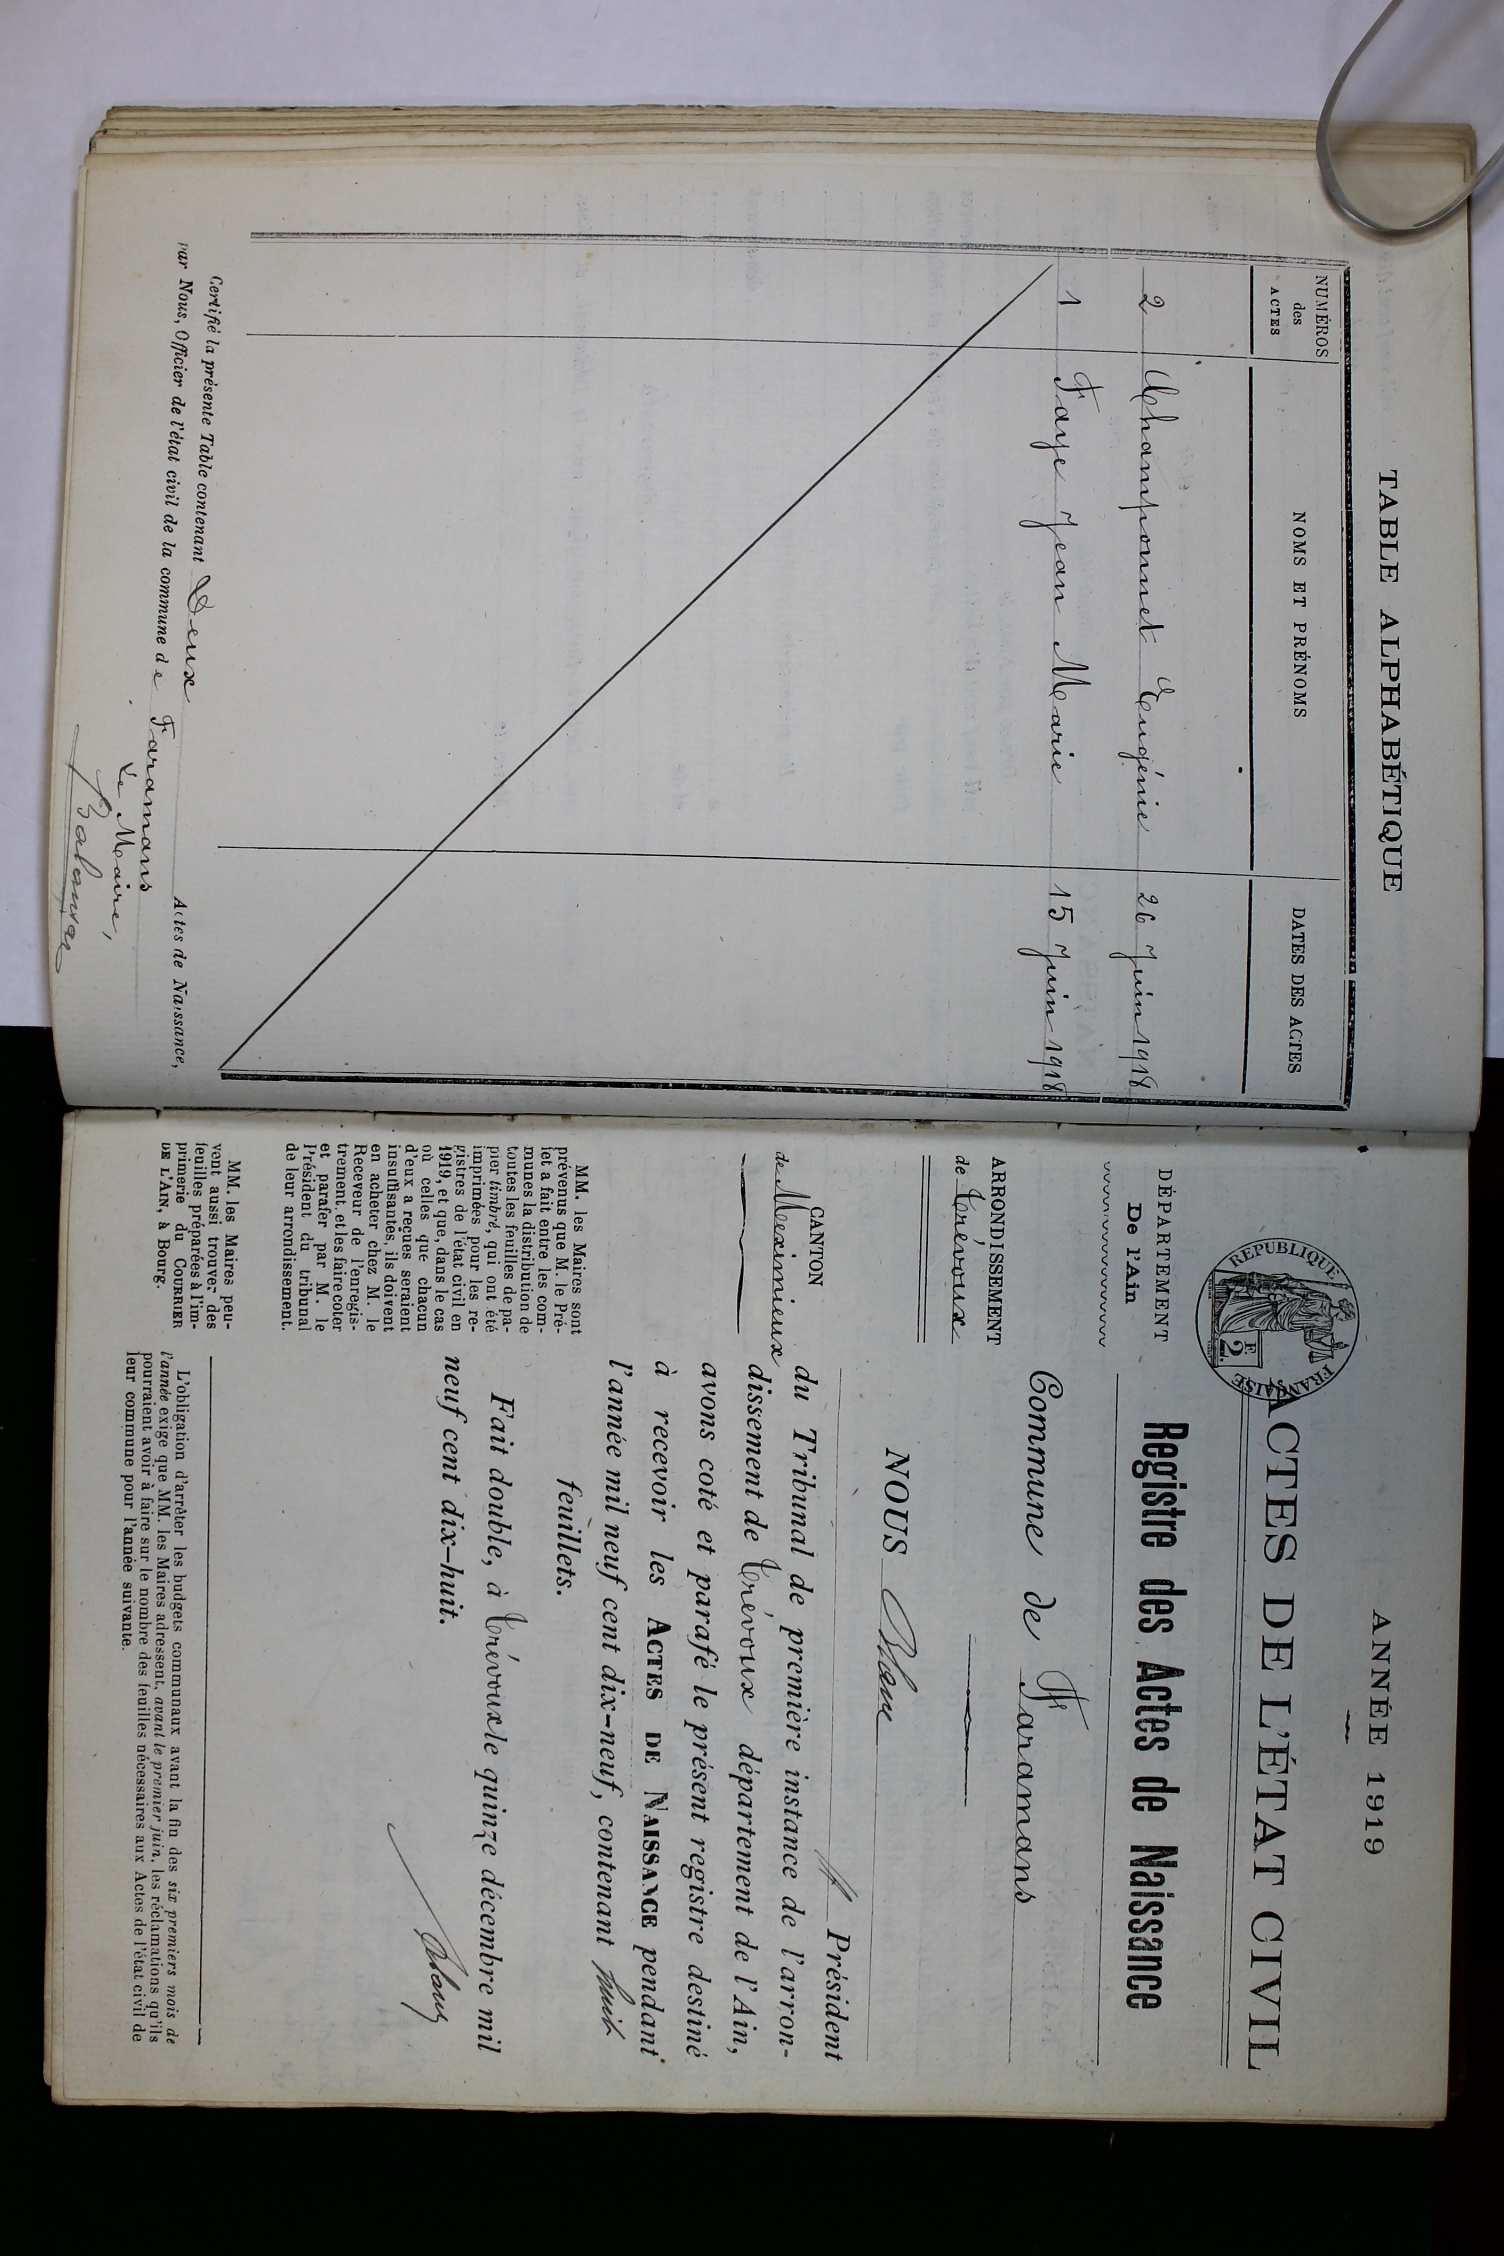 TABLE ALPHABÉTIQUE
NUMÉROS des ACTES
NOMS ET PRÉNOMS
DATES DES ACTES
2 Champonnet Eugénie 26 Juin 1918
1 Faye Jean Marie 15 Juin 1918
Certifié la présente Table contenant Deux Actes de Naissance,
par Nous, Officier de l'état civil de la commune de Faramans
Le Maire,
ANNÉE 1919
RÉPUBLIQUE FRANÇAISE
2 F.
ACTES DE L'ÉTAT CIVIL
DÉPARTEMENT
De l'Ain
Registre des Actes de Naissance
ARRONDISSEMENT
de Trévoux
Commune de Faramans
CANTON
de Meximieux
NOUS
Président
du Tribunal de première instance de l'arron-
dissement de Trévoux département de l'Ain,
avons coté et parafé le présent registre destiné
à recevoir les ACTES DE NAISSANCE pendant
l'année mil neuf cent dix-neuf, contenant huit
feuillets.
Fait double, à Trévoux le quinze décembre mil
neuf cent dix-huit.
MM. les Maires sont
prévenus que M. le Pré-
fet a fait entre les com-
munes la distribution de
toutes les feuilles de pa-
pier timbré, qui ont été
imprimées pour les re-
gistres de l'état civil en
1919, et que, dans le cas
où celles que chacun
d'eux a reçues seraient
insuffisantes, ils doivent
en acheter chez M. le
Receveur de l'enregis-
trement, et les faire coter
et parafer par M. le
Président du tribunal
de leur arrondissement.
MM. les Maires peu-
vent aussi trouver des
feuilles préparées à l'im-
primerie du COURRIER
DE L'AIN, à Bourg.
L'obligation d'arrêter les budgets communaux avant la fin des six premiers mois de
l'année exige que MM. les Maires adressent, avant le premier juin, les réclamations qu'ils
pourraient avoir à faire sur le nombre des feuilles nécessaires aux Actes de l'état civil de
leur commune pour l'année suivante.